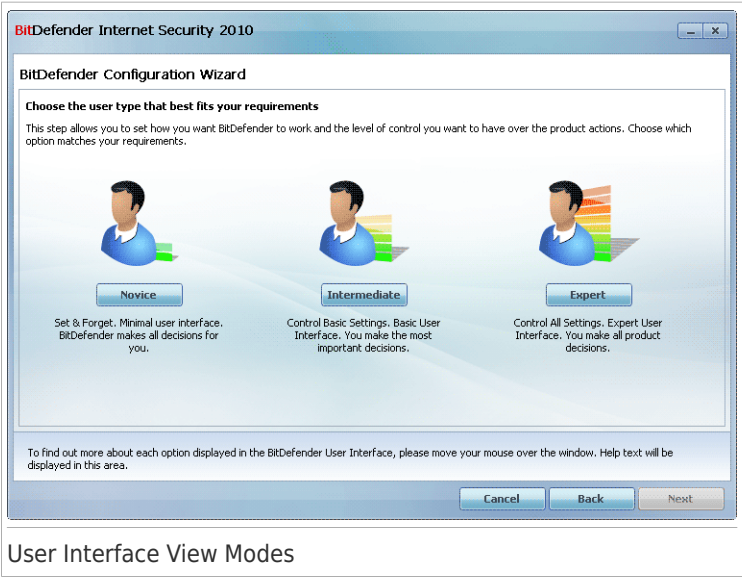 BitDefender Internet Security 2010
BitDefender Configuration Wizard
Choose the user type that best fits your requirements
This step allows you to set how you want BitDefender to work and the level of control you want to have over the product actions. Choose which
option matches your requirements.
Novice
Set & Forget. Minimal user interface.
BitDefender makes all decisions for
you.
Intermediate
Control Basic Settings. Basic User
Interface. You make the most
important decisions.
Expert
Control All Settings. Expert User
Interface. You make all product
decisions.
To find out more about each option displayed in the BitDefender User Interface, please move your mouse over the window. Help text will be
displayed in this area.
Cancel Back Next
User Interface View Modes